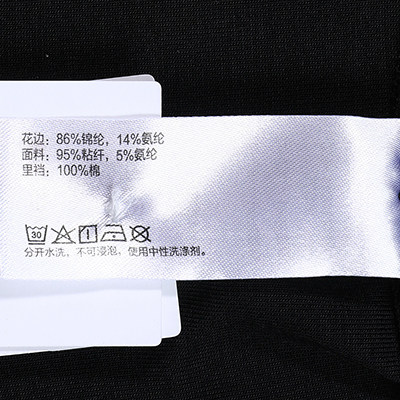 花边：86%锦纶，14%氨纶
面料：95%粘纤，5%氨纶
里裆：100%棉
30
分开水洗，不可浸泡，使用中性洗涤剂。